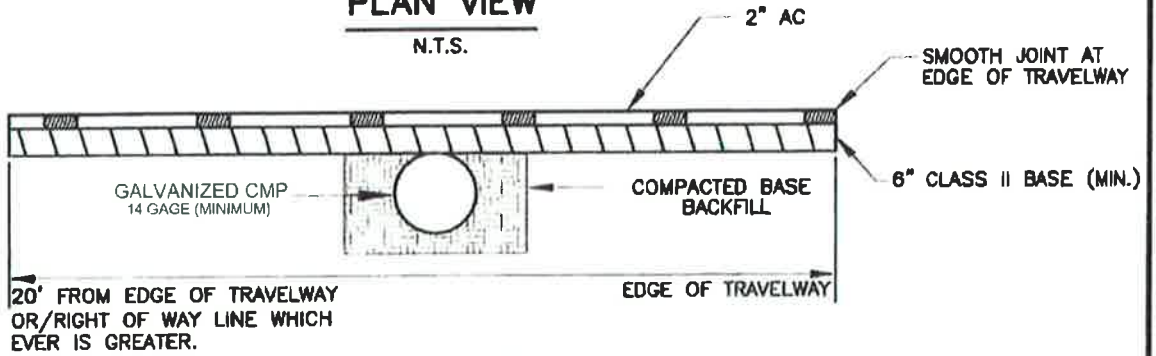 PLAN VIEW
N.T.S.
2" AC
SMOOTH JOINT AT
EDGE OF TRAVELWAY
GALVANIZED CMP
14 GAGE (MINIMUM)
COMPACTED BASE
BACKFILL
6" CLASS II BASE (MIN.)
20' FROM EDGE OF TRAVELWAY
OR/RIGHT OF WAY LINE WHICH
EVER IS GREATER.
EDGE OF TRAVELWAY